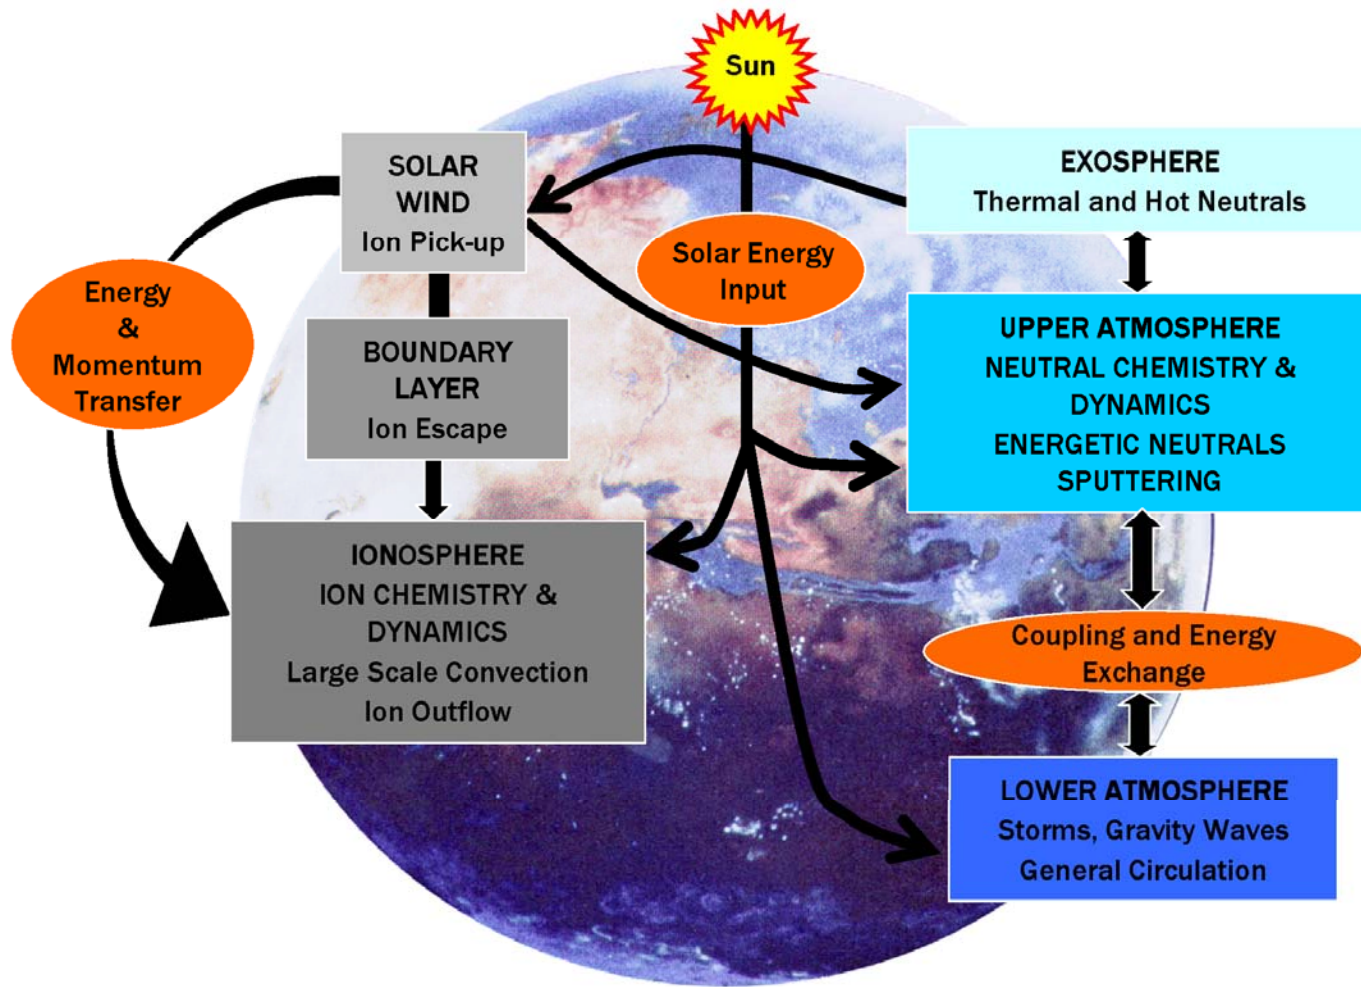 Sun
SOLAR
WIND
Ion Pick-up
EXOSPHERE
Thermal and Hot Neutrals
Energy
&
Momentum
Transfer
Solar Energy
Input
BOUNDARY
LAYER
Ion Escape
UPPER ATMOSPHERE
NEUTRAL CHEMISTRY &
DYNAMICS
ENERGETIC NEUTRALS
SPUTTERING
IONOSPHERE
ION CHEMISTRY &
DYNAMICS
Large Scale Convection
Ion Outflow
Coupling and Energy
Exchange
LOWER ATMOSPHERE
Storms, Gravity Waves
General Circulation